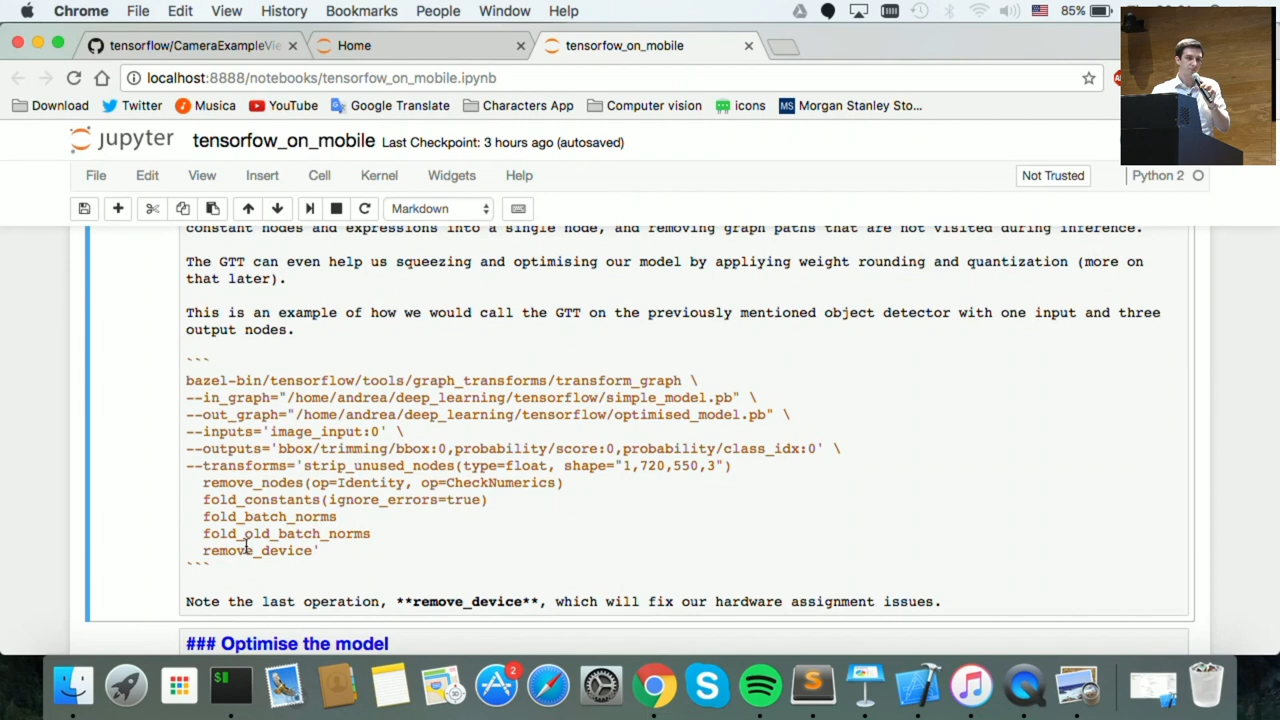 Chrome File Edit View History Bookmarks People Window Help 85%
tensorflow/CameraExampleVie
Home
tensorfow_on_mobile
localhost:8888/notebooks/tensorfow_on_mobile.ipynb
Download Twitter Musica YouTube Google Translate Characters App Computer vision icons MS Morgan Stanley Sto...
jupyter tensorfow_on_mobile Last Checkpoint: 3 hours ago (autosaved)
File Edit View Insert Cell Kernel Widgets Help Not Trusted Python 2
Markdown
constant nodes and expressions into a single node, and removing graph paths that are not visited during inference.
The GTT can even help us squeezing and optimising our model by appliying weight rounding and quantization (more on
that later).
This is an example of how we would call the GTT on the previously mentioned object detector with one input and three
output nodes.
```
bazel-bin/tensorflow/tools/graph_transforms/transform_graph \
--in_graph="/home/andrea/deep_learning/tensorflow/simple_model.pb" \
--out_graph="/home/andrea/deep_learning/tensorflow/optimised_model.pb" \
--inputs='image_input:0' \
--outputs='bbox/trimming/bbox:0,probability/score:0,probability/class_idx:0' \
--transforms='strip_unused_nodes(type=float, shape="1,720,550,3")
remove_nodes(op=Identity, op=CheckNumerics)
fold_constants(ignore_errors=true)
fold_batch_norms
fold_old_batch_norms
remove_device'
```
Note the last operation, **remove_device**, which will fix our hardware assignment issues.
### Optimise the model
$
2
S